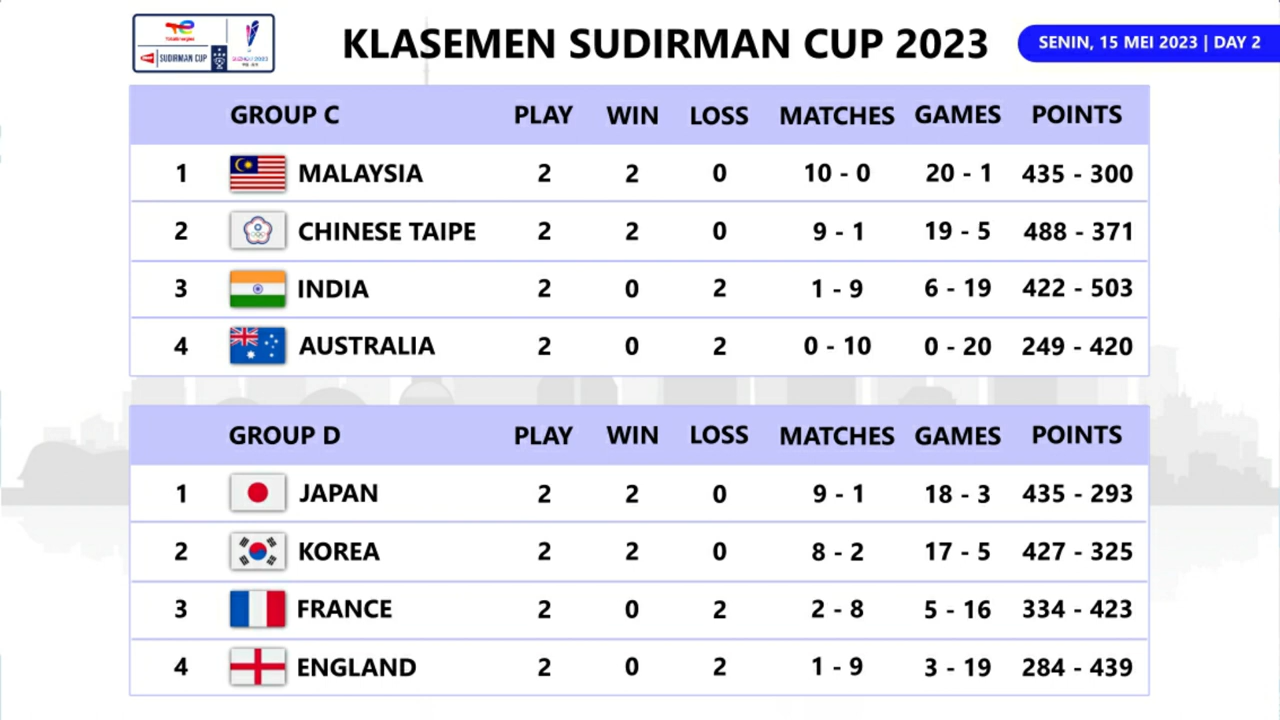 TotalEnergies
SUDIRMAN CUP
SUZHOU 2023
KLASEMEN SUDIRMAN CUP 2023
SENIN, 15 MEI 2023 | DAY 2
GROUP C PLAY WIN LOSS MATCHES GAMES POINTS
1 MALAYSIA 2 2 0 10 - 0 20 - 1 435 - 300
2 CHINESE TAIPE 2 2 0 9 - 1 19 - 5 488 - 371
3 INDIA 2 0 2 1 - 9 6 - 19 422 - 503
4 AUSTRALIA 2 0 2 0 - 10 0 - 20 249 - 420
GROUP D PLAY WIN LOSS MATCHES GAMES POINTS
1 JAPAN 2 2 0 9 - 1 18 - 3 435 - 293
2 KOREA 2 2 0 8 - 2 17 - 5 427 - 325
3 FRANCE 2 0 2 2 - 8 5 - 16 334 - 423
4 ENGLAND 2 0 2 1 - 9 3 - 19 284 - 439